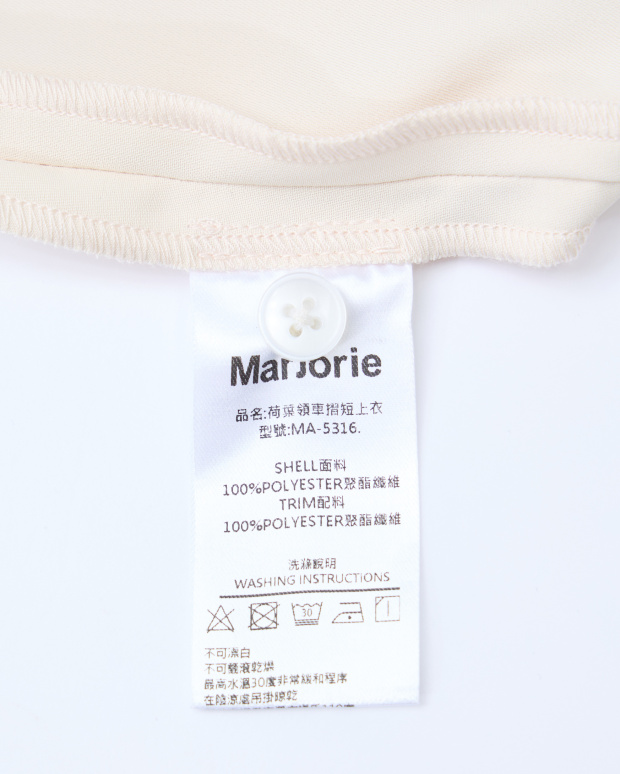 Marjorie
品名:荷葉領車摺短上衣
型號:MA-5316.
SHELL面料
100%POLYESTER聚酯纖維
TRIM配料
100%POLYESTER聚酯纖維
洗滌說明
WASHING INSTRUCTIONS
30
不可漂白
不可聲滾乾烘
最高水溫30度非常緩和程序
在陰涼處吊掛晾乾